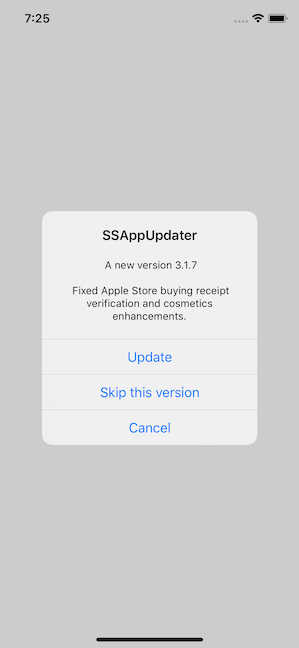 7:25
SSAppUpdater
A new version 3.1.7
Fixed Apple Store buying receipt
verification and cosmetics
enhancements.
Update
Skip this version
Cancel